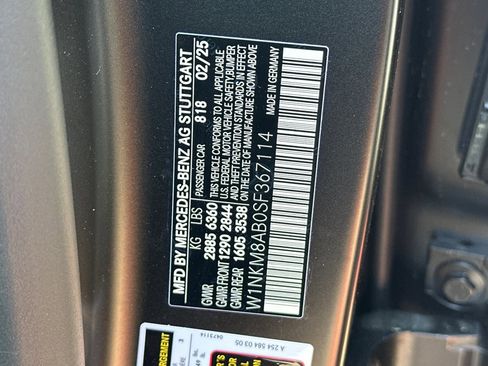 MFD BY MERCEDES-BENZ AG STUTTGART
PASSENGER CAR 818 02/25
KG LBS
GVWR 2885 6360
GAWR FRONT 1290 2844
GAWR REAR 1605 3538
THIS VEHICLE CONFORMS TO ALL APPLICABLE
U.S. FEDERAL MOTOR VEHICLE SAFETY, BUMPER
AND THEFT PREVENTION STANDARDS IN EFFECT
ON THE DATE OF MANUFACTURE SHOWN ABOVE
W1NKM8AB0SF367114
MADE IN GERMANY
A 254 584 03 05
0473114